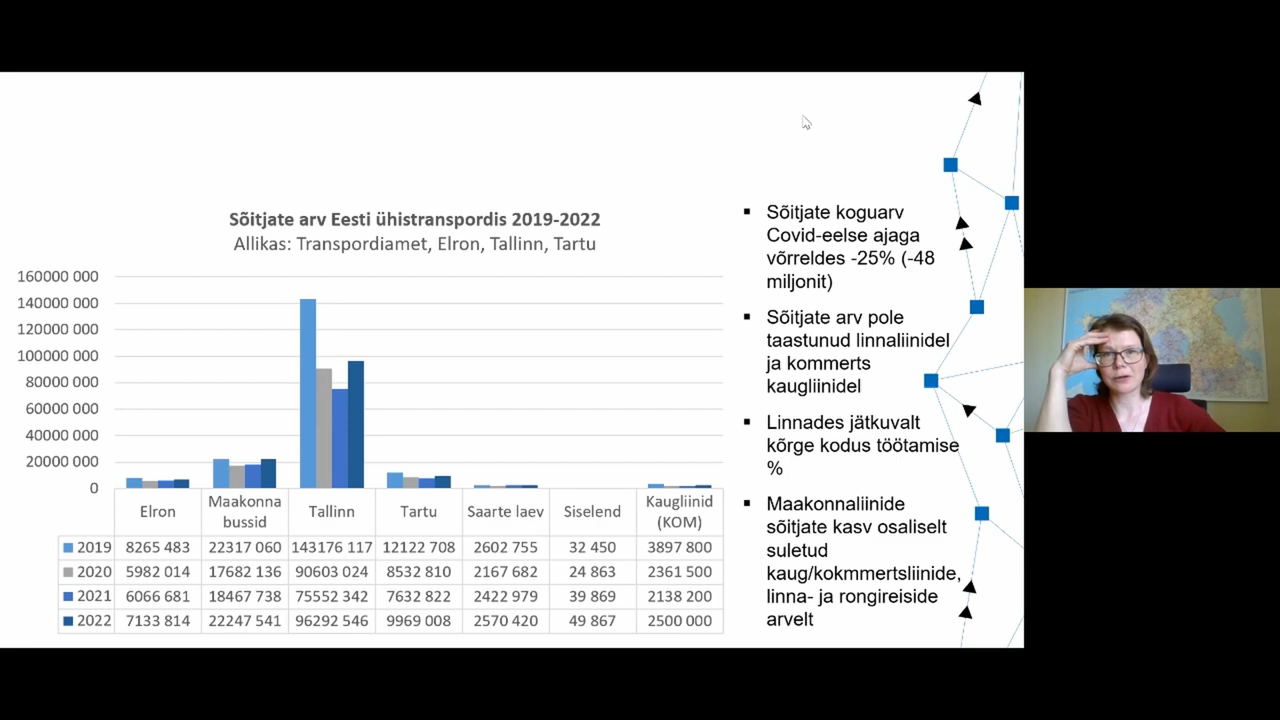 Sõitjate arv Eesti ühistranspordis 2019-2022
Allikas: Transpordiamet, Elron, Tallinn, Tartu
160000 000
140000 000
120000 000
100000 000
80000 000
60000 000
40000 000
20000 000
0
Elron Maakonna bussid Tallinn Tartu Saarte laev Siselend Kaugliinid (KOM)
2019 8265 483 22317 060 143176 117 12122 708 2602 755 32 450 3897 800
2020 5982 014 17682 136 90603 024 8532 810 2167 682 24 863 2361 500
2021 6066 681 18467 738 75552 342 7632 822 2422 979 39 869 2138 200
2022 7133 814 22247 541 96292 546 9969 008 2570 420 49 867 2500 000
▪ Sõitjate koguarv
Covid-eelse ajaga
võrreldes -25% (-48
miljonit)
▪ Sõitjate arv pole
taastunud linnaliinidel
ja kommerts
kaugliinidel
▪ Linnades jätkuvalt
kõrge kodus töötamise
%
▪ Maakonnaliinide
sõitjate kasv osaliselt
suletud
kaug/kokmmertsliinide,
linna- ja rongireiside
arvelt